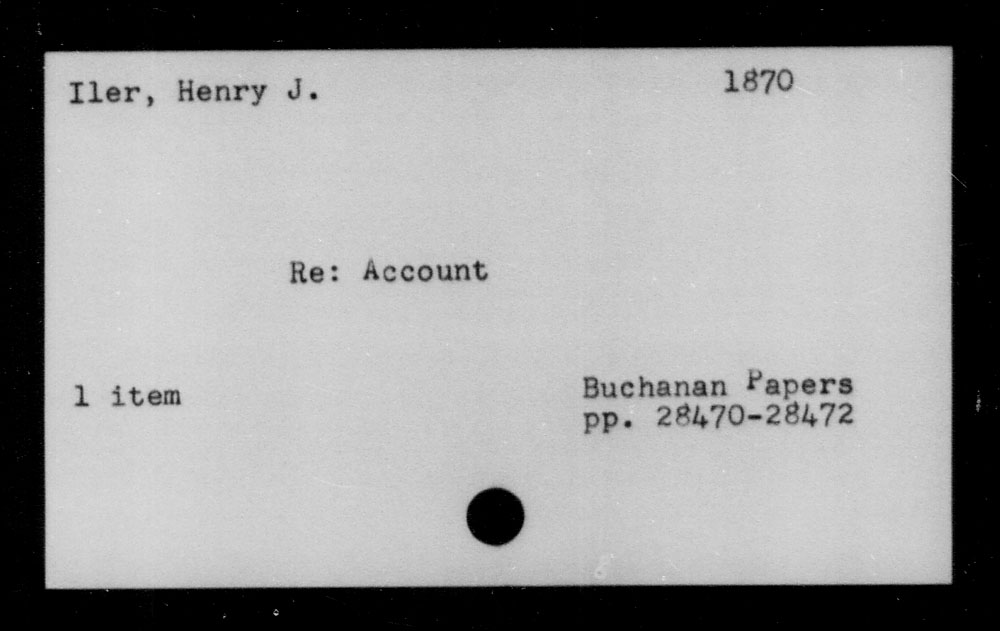 Iler, Henry J. 1870
Re: Account
1 item
Buchanan Papers
pp. 28470-28472